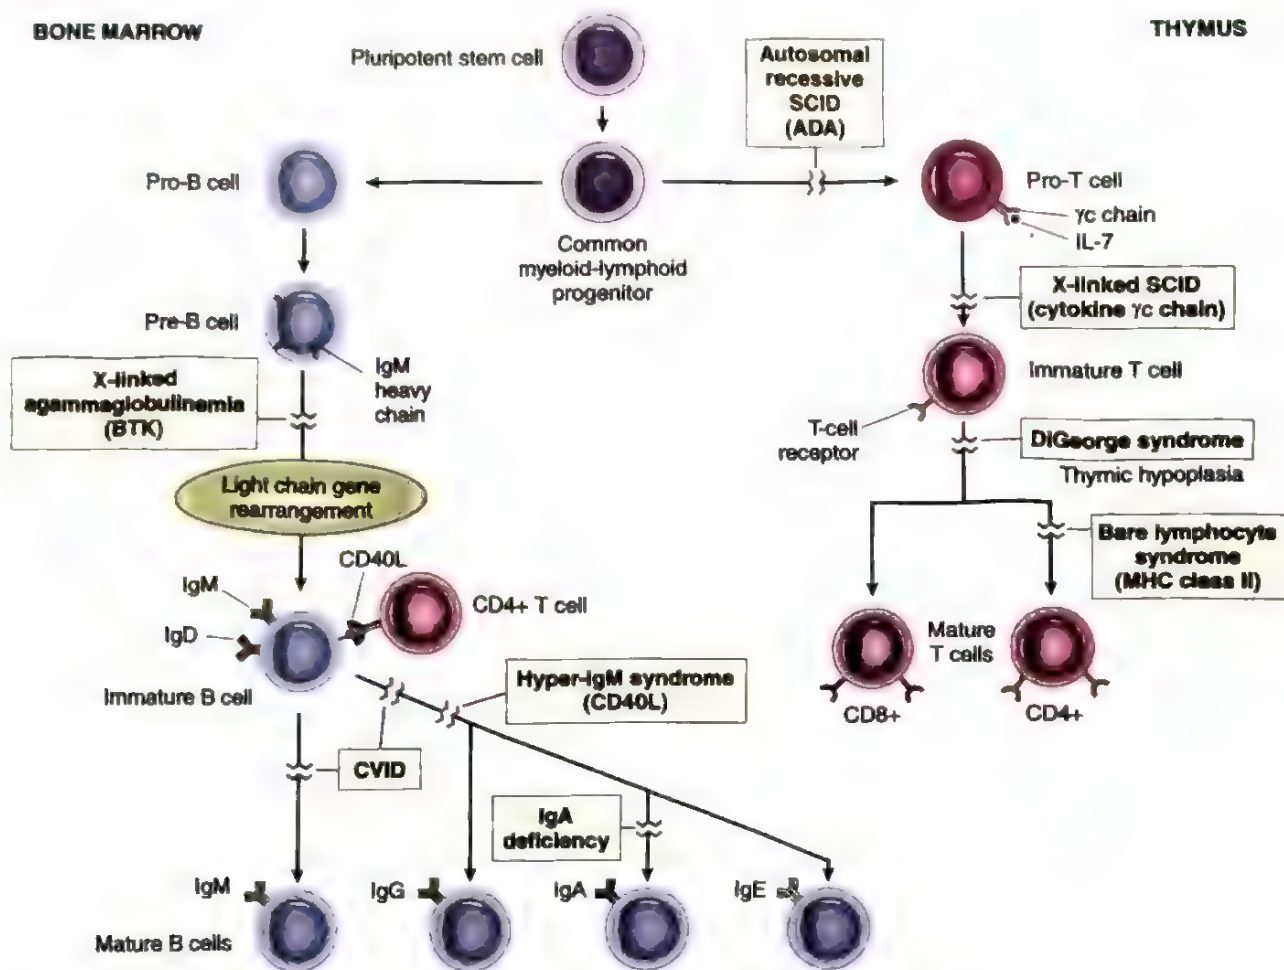 BONE MARROW
THYMUS
Pluripotent stem cell
Autosomal
recessive
SCID
(ADA)
Pro-B cell
Common
myeloid-lymphoid
progenitor
Pro-T cell
γc chain
IL-7
X-linked SCID
(cytokine γc chain)
Pre-B cell
IgM
heavy
chain
X-linked
agammaglobulinemia
(BTK)
Immature T cell
T-cell
receptor
DiGeorge syndrome
Thymic hypoplasia
Light chain gene
rearrangement
Bare lymphocyte
syndrome
(MHC class II)
IgM
CD40L
IgD
CD4+ T cell
Immature B cell
Mature
T cells
CD8+
CD4+
Hyper-IgM syndrome
(CD40L)
CVID
IgA
deficiency
IgM
IgG
IgA
IgE
Mature B cells